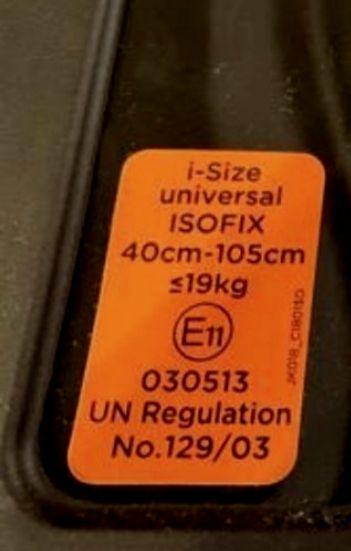 i-Size
universal
ISOFIX
40cm-105cm
≤19kg
E11
030513
UN Regulation
No.129/03